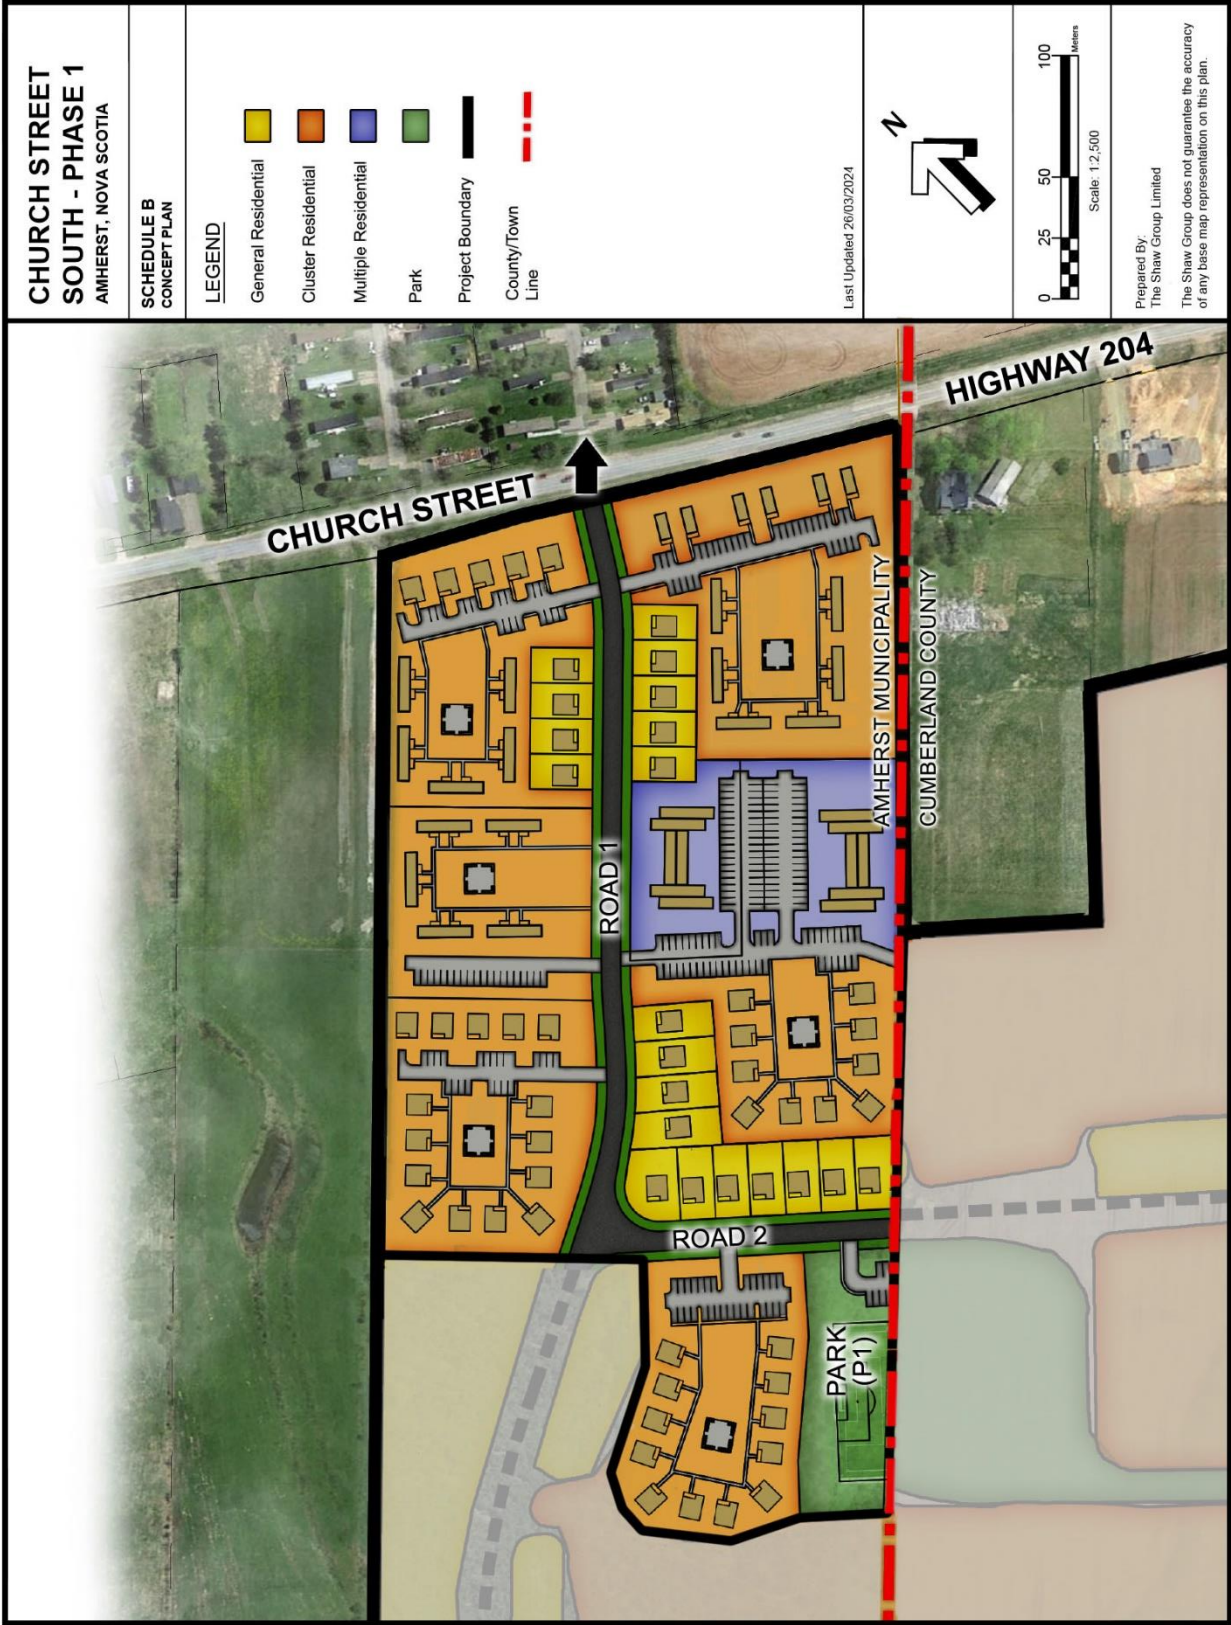 CHURCH STREET
SOUTH - PHASE 1
AMHERST, NOVA SCOTIA
SCHEDULE B
CONCEPT PLAN
LEGEND
General Residential
Cluster Residential
Multiple Residential
Park
Project Boundary
County/Town
Line
Last Updated 26/03/2024
N
0 25 50 100
Meters
Scale: 1:2,500
Prepared By:
The Shaw Group Limited
The Shaw Group does not guarantee the accuracy
of any base map representation on this plan.
CHURCH STREET
HIGHWAY 204
AMHERST MUNICIPALITY
CUMBERLAND COUNTY
ROAD 1
ROAD 2
PARK
(P1)